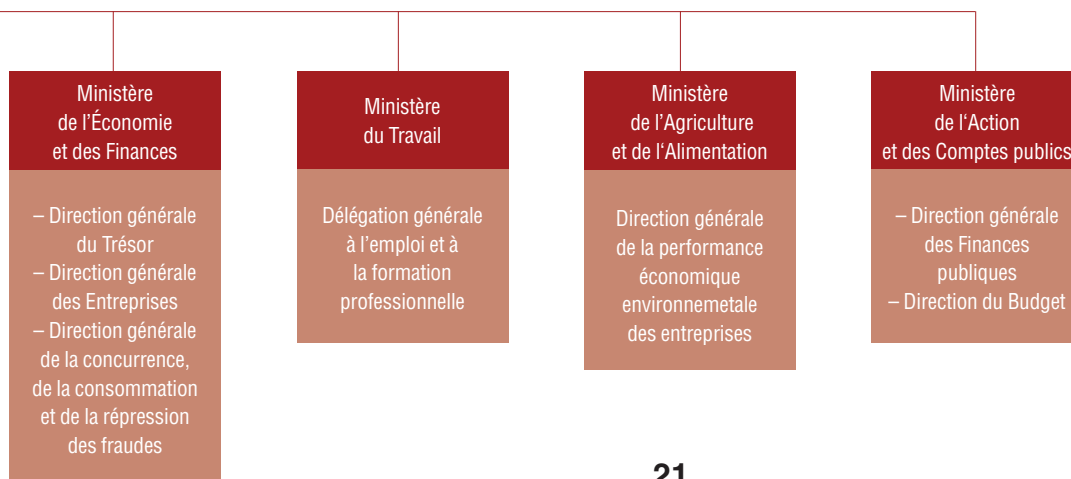 Ministère
de l’Économie
et des Finances
– Direction générale
du Trésor
– Direction générale
des Entreprises
– Direction générale
de la concurrence,
de la consommation
et de la répression
des fraudes
Ministère
du Travail
Délégation générale
à l’emploi et à
la formation
professionnelle
Ministère
de l’Agriculture
et de l‘Alimentation
Direction générale
de la performance
économique
environnemetale
des entreprises
Ministère
de l‘Action
et des Comptes publics
– Direction générale
des Finances
publiques
– Direction du Budget
21